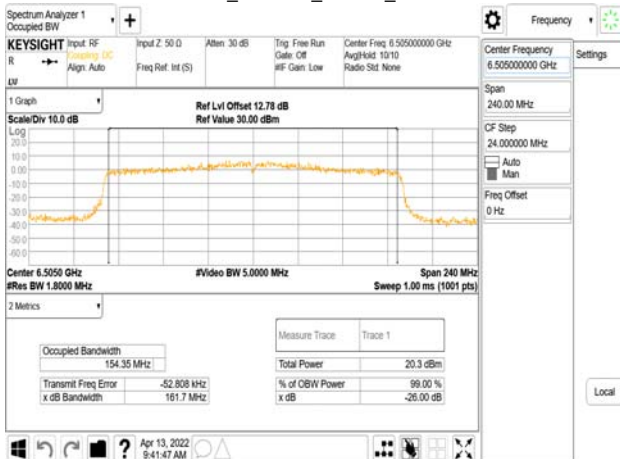 Spectrum Analyzer 1
Occupied BW
Frequency
KEYSIGHT Input: RF Input Z: 50 Ω Atten: 30 dB Trig: Free Run Center Freq: 6.505000000 GHz
R Coupling: DC Gate: Off Avg|Hold: 10/10
Align: Auto Freq Ref: Int (S) #IF Gain: Low Radio Std: None
LVI
Center Frequency
6.505000000 GHz
Settings
Span
240.00 MHz
CF Step
24.000000 MHz
Auto
Man
Freq Offset
0 Hz
Local
1 Graph
Ref Lvl Offset 12.78 dB
Scale/Div 10.0 dB Ref Value 30.00 dBm
Log
20.0
10.0
0.00
-10.0
-20.0
-30.0
-40.0
-50.0
-60.0
Center 6.5050 GHz #Video BW 5.0000 MHz Span 240 MHz
#Res BW 1.8000 MHz Sweep 1.00 ms (1001 pts)
2 Metrics
Measure Trace Trace 1
Occupied Bandwidth
154.35 MHz Total Power 20.3 dBm
Transmit Freq Error -52.808 kHz % of OBW Power 99.00 %
x dB Bandwidth 161.7 MHz x dB -26.00 dB
Apr 13, 2022
9:41:47 AM